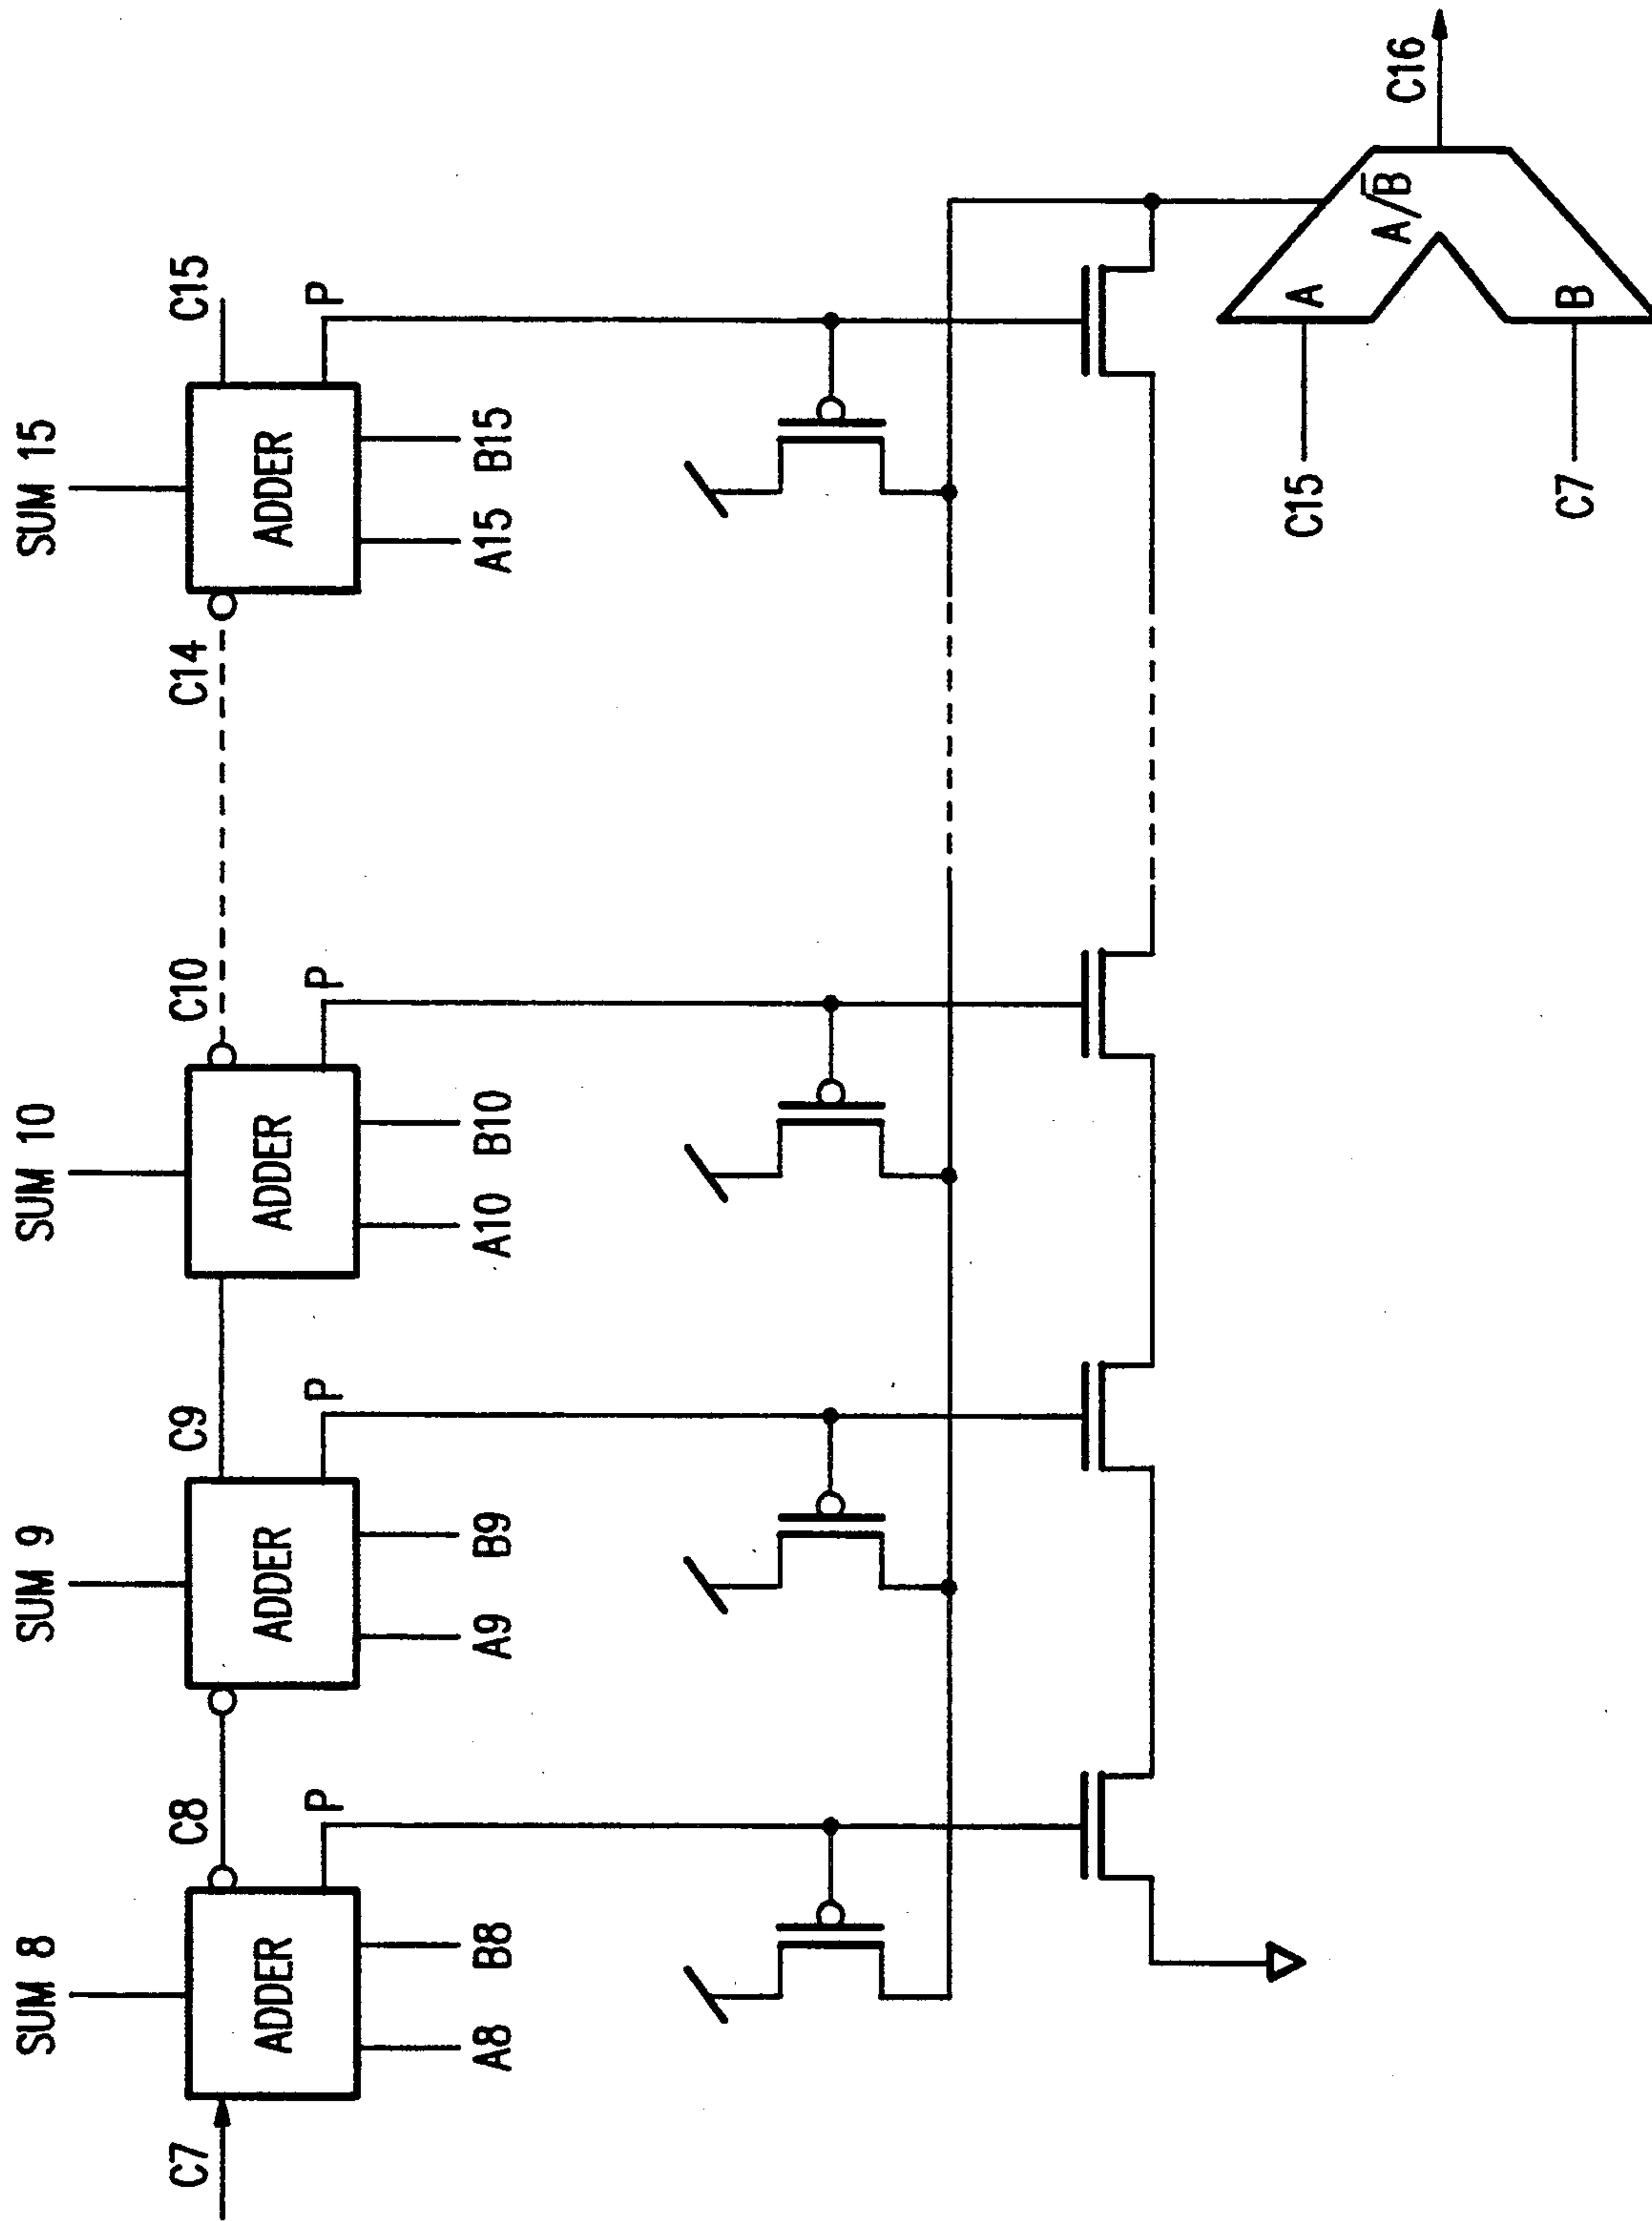 SUM 8
SUM 9
SUM 10
SUM 15
C7
C8
C9
C10
C14
C15
ADDER
ADDER
ADDER
ADDER
P
P
P
P
A8 B8
A9 B9
A10 B10
A15 B15
C15
A
A/B̅
C16
C7
B